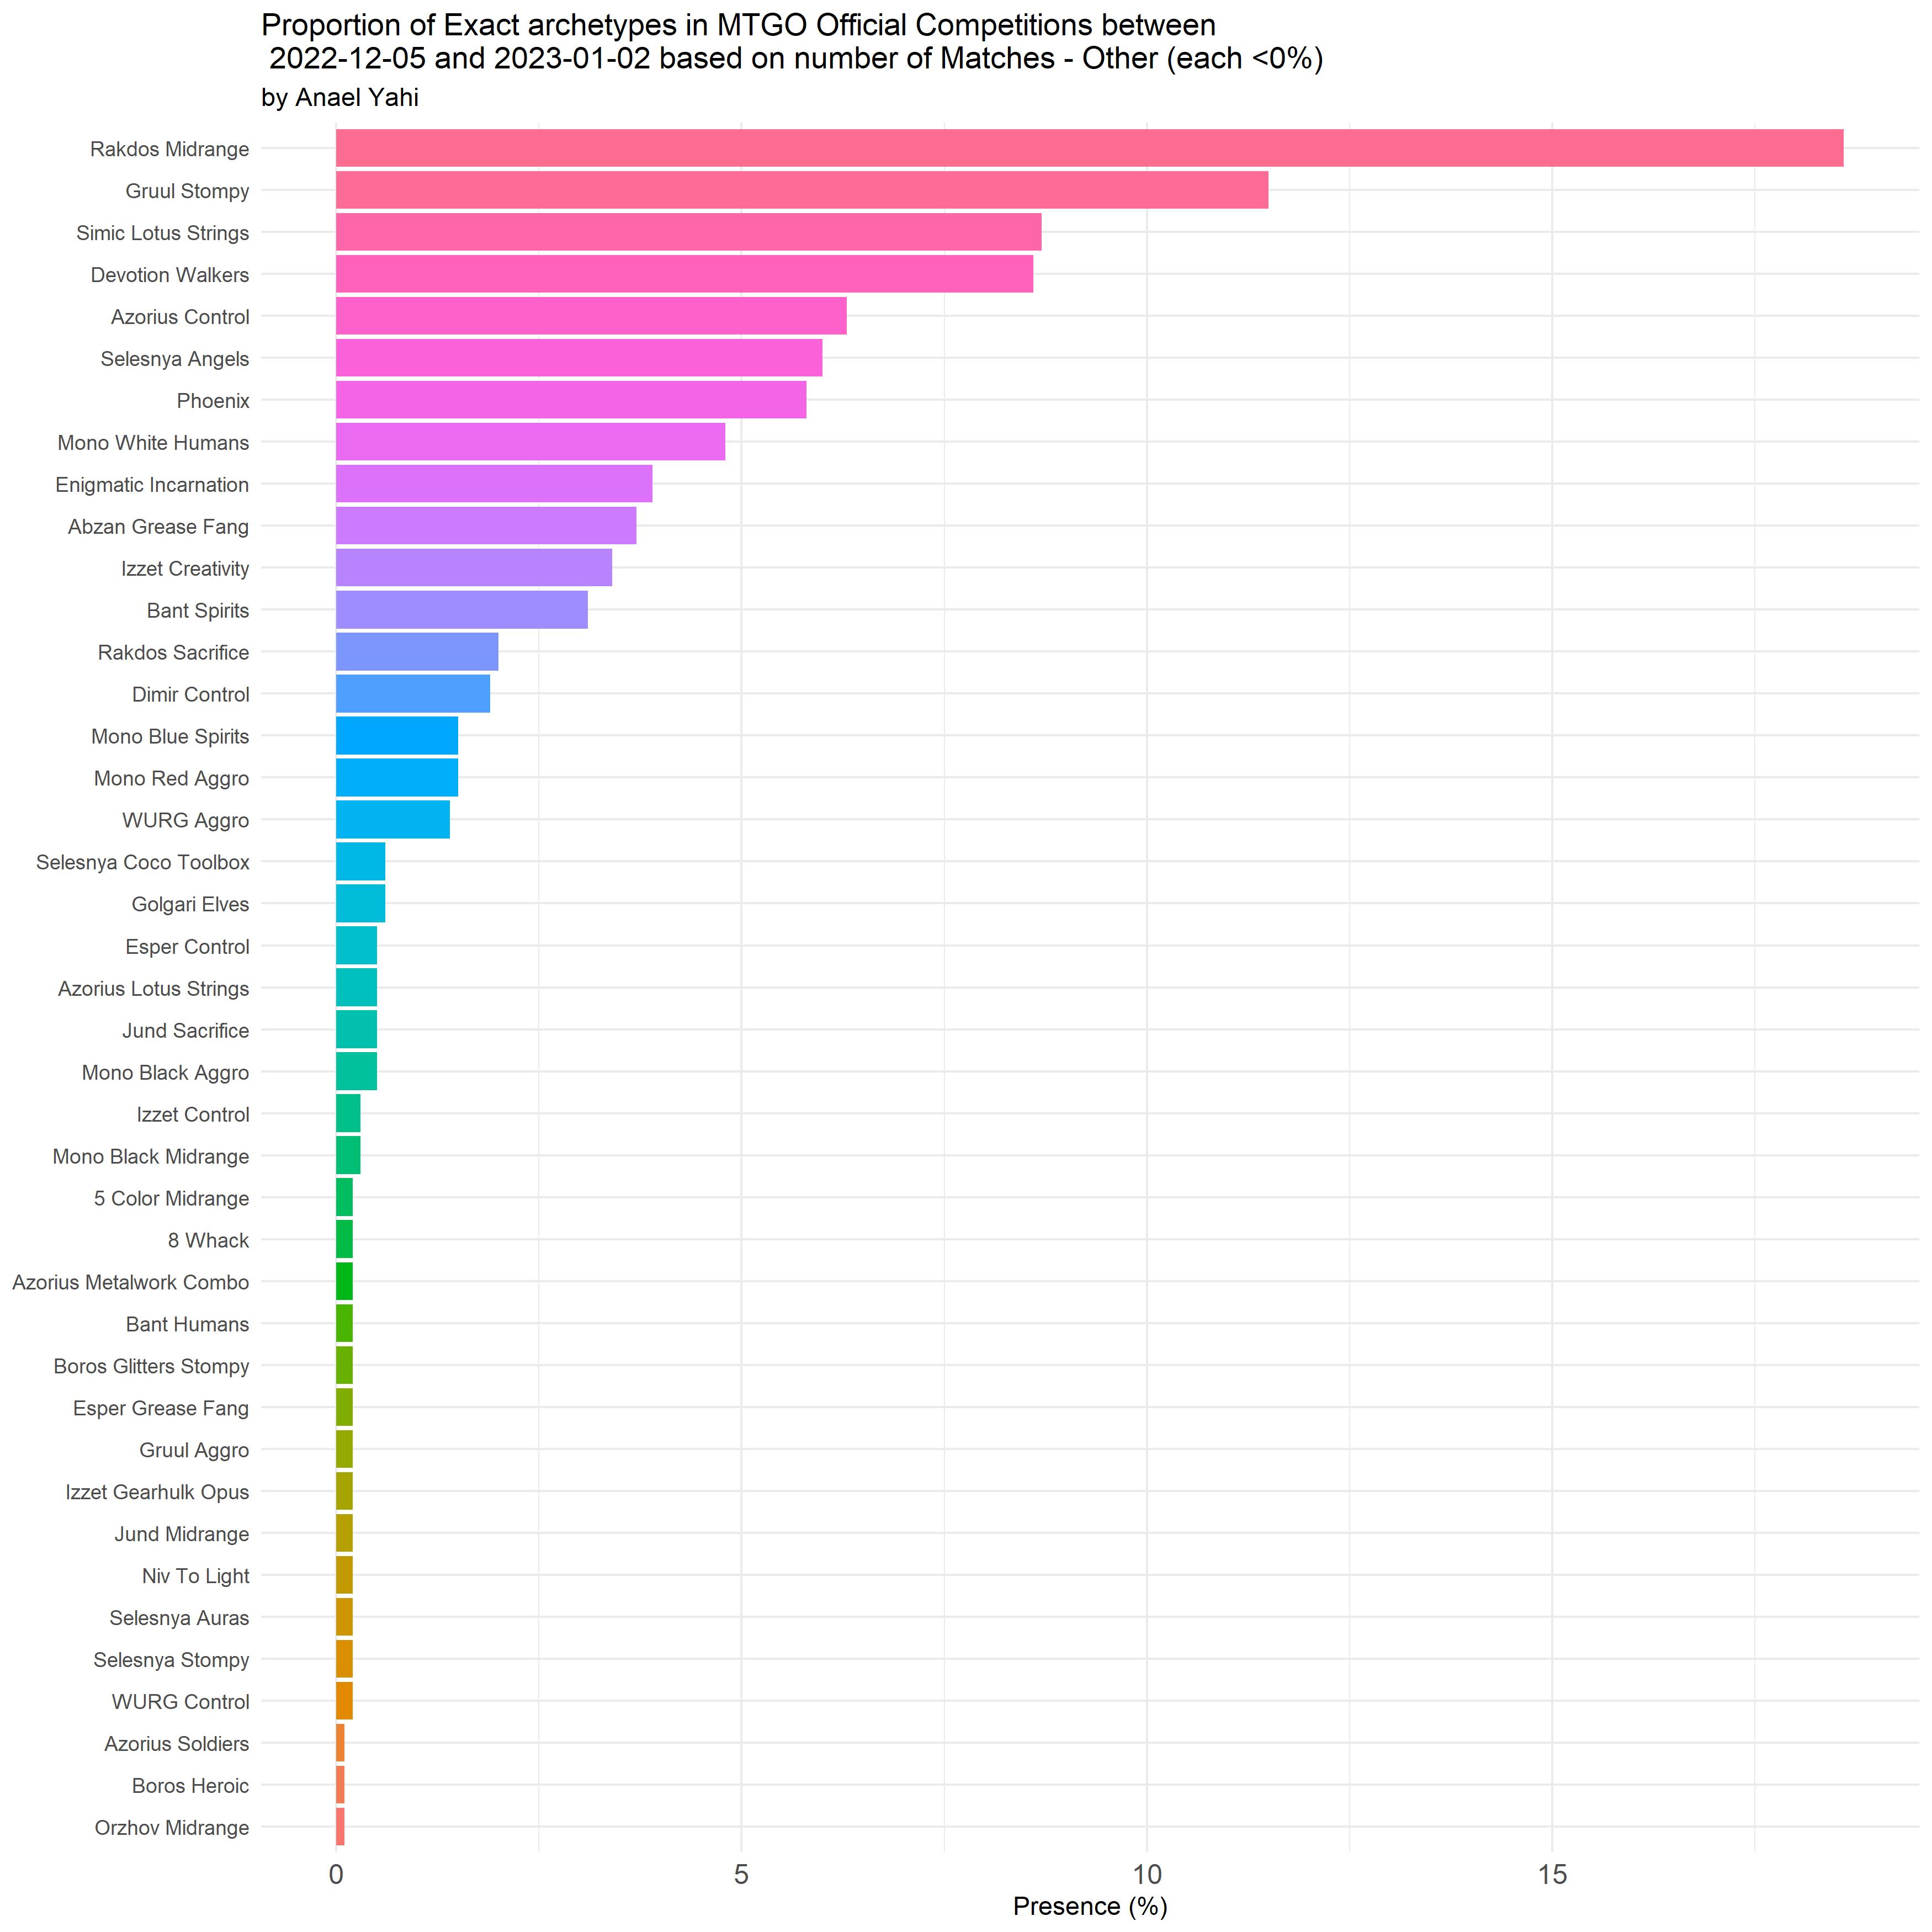 Proportion of Exact archetypes in MTGO Official Competitions between
2022-12-05 and 2023-01-02 based on number of Matches - Other (each <0%)
by Anael Yahi
Rakdos Midrange
Gruul Stompy
Simic Lotus Strings
Devotion Walkers
Azorius Control
Selesnya Angels
Phoenix
Mono White Humans
Enigmatic Incarnation
Abzan Grease Fang
Izzet Creativity
Bant Spirits
Rakdos Sacrifice
Dimir Control
Mono Blue Spirits
Mono Red Aggro
WURG Aggro
Selesnya Coco Toolbox
Golgari Elves
Esper Control
Azorius Lotus Strings
Jund Sacrifice
Mono Black Aggro
Izzet Control
Mono Black Midrange
5 Color Midrange
8 Whack
Azorius Metalwork Combo
Bant Humans
Boros Glitters Stompy
Esper Grease Fang
Gruul Aggro
Izzet Gearhulk Opus
Jund Midrange
Niv To Light
Selesnya Auras
Selesnya Stompy
WURG Control
Azorius Soldiers
Boros Heroic
Orzhov Midrange
0 5 10 15
Presence (%)